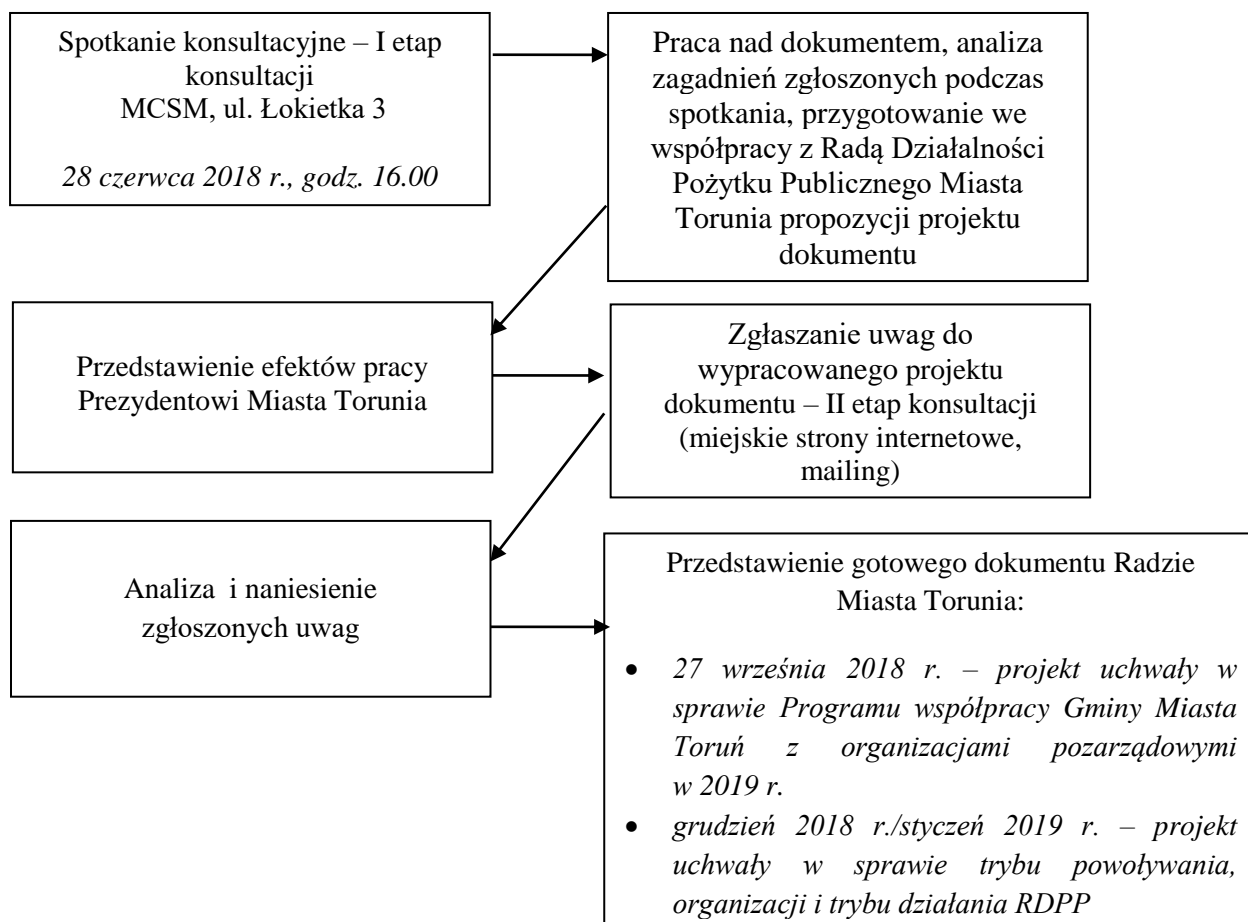 Spotkanie konsultacyjne – I etap
konsultacji
MCSM, ul. Łokietka 3
28 czerwca 2018 r., godz. 16.00
Praca nad dokumentem, analiza
zagadnień zgłoszonych podczas
spotkania, przygotowanie we
współpracy z Radą Działalności
Pożytku Publicznego Miasta
Torunia propozycji projektu
dokumentu
Przedstawienie efektów pracy
Prezydentowi Miasta Torunia
Zgłaszanie uwag do
wypracowanego projektu
dokumentu – II etap konsultacji
(miejskie strony internetowe,
mailing)
Analiza i naniesienie
zgłoszonych uwag
Przedstawienie gotowego dokumentu Radzie
Miasta Torunia:
• 27 września 2018 r. – projekt uchwały w
sprawie Programu współpracy Gminy Miasta
Toruń z organizacjami pozarządowymi
w 2019 r.
• grudzień 2018 r./styczeń 2019 r. – projekt
uchwały w sprawie trybu powoływania,
organizacji i trybu działania RDPP